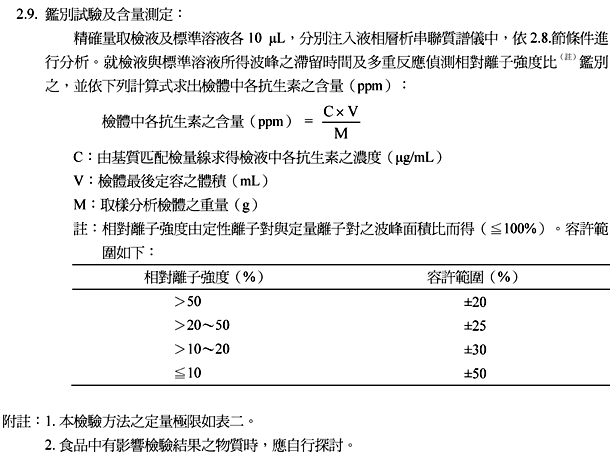 2.9. 鑑別試驗及含量測定：
精確量取檢液及標準溶液各10 μL，分別注入液相層析串聯質譜儀中，依2.8.節條件進
行分析。就檢液與標準溶液所得波峰之滯留時間及多重反應偵測相對離子強度比(註)鑑別
之，並依下列計算式求出檢體中各抗生素之含量（ppm）：
檢體中各抗生素之含量（ppm）= C×V
M
C：由基質匹配檢量線求得檢液中各抗生素之濃度（μg/mL）
V：檢體最後定容之體積（mL）
M：取樣分析檢體之重量（g）
註：相對離子強度由定性離子對與定量離子對之波峰面積比而得（≦100%）。容許範
圍如下：
相對離子強度（%） 容許範圍（%）
＞50 ±20
＞20～50 ±25
＞10～20 ±30
≦10 ±50
附註：1. 本檢驗方法之定量極限如表二。
2. 食品中有影響檢驗結果之物質時，應自行探討。